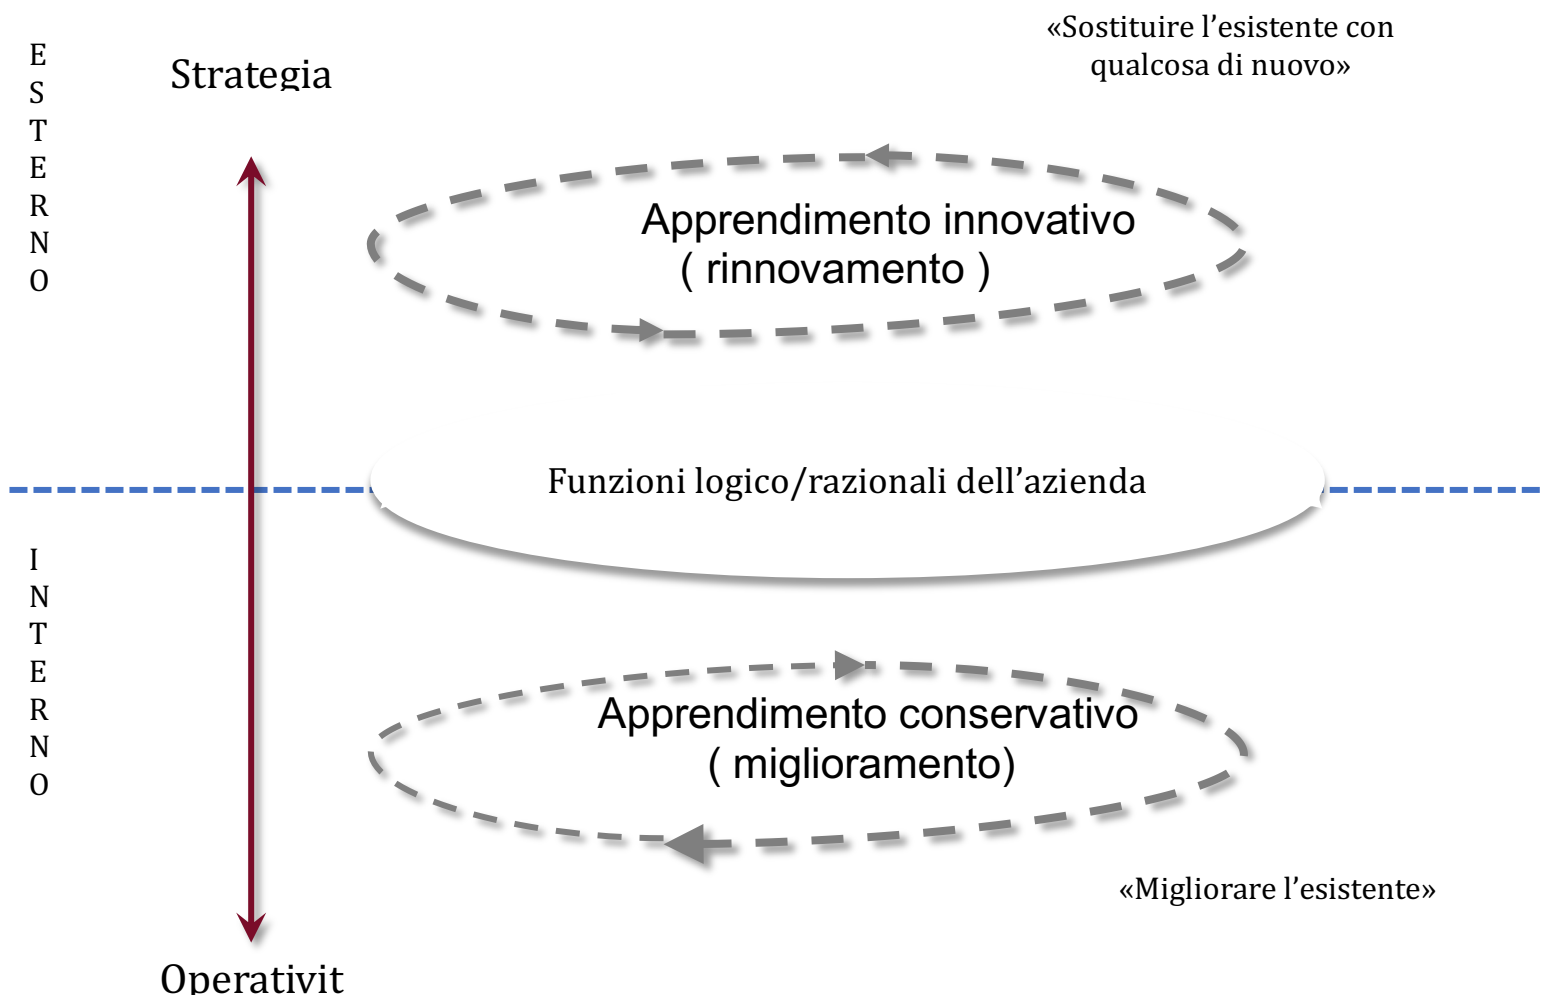 «Sostituire l’esistente con
qualcosa di nuovo»
E
S
T
E
R
N
O
Strategia
Apprendimento innovativo
( rinnovamento )
Funzioni logico/razionali dell’azienda
I
N
T
E
R
N
O
Apprendimento conservativo
( miglioramento)
«Migliorare l’esistente»
Operativit